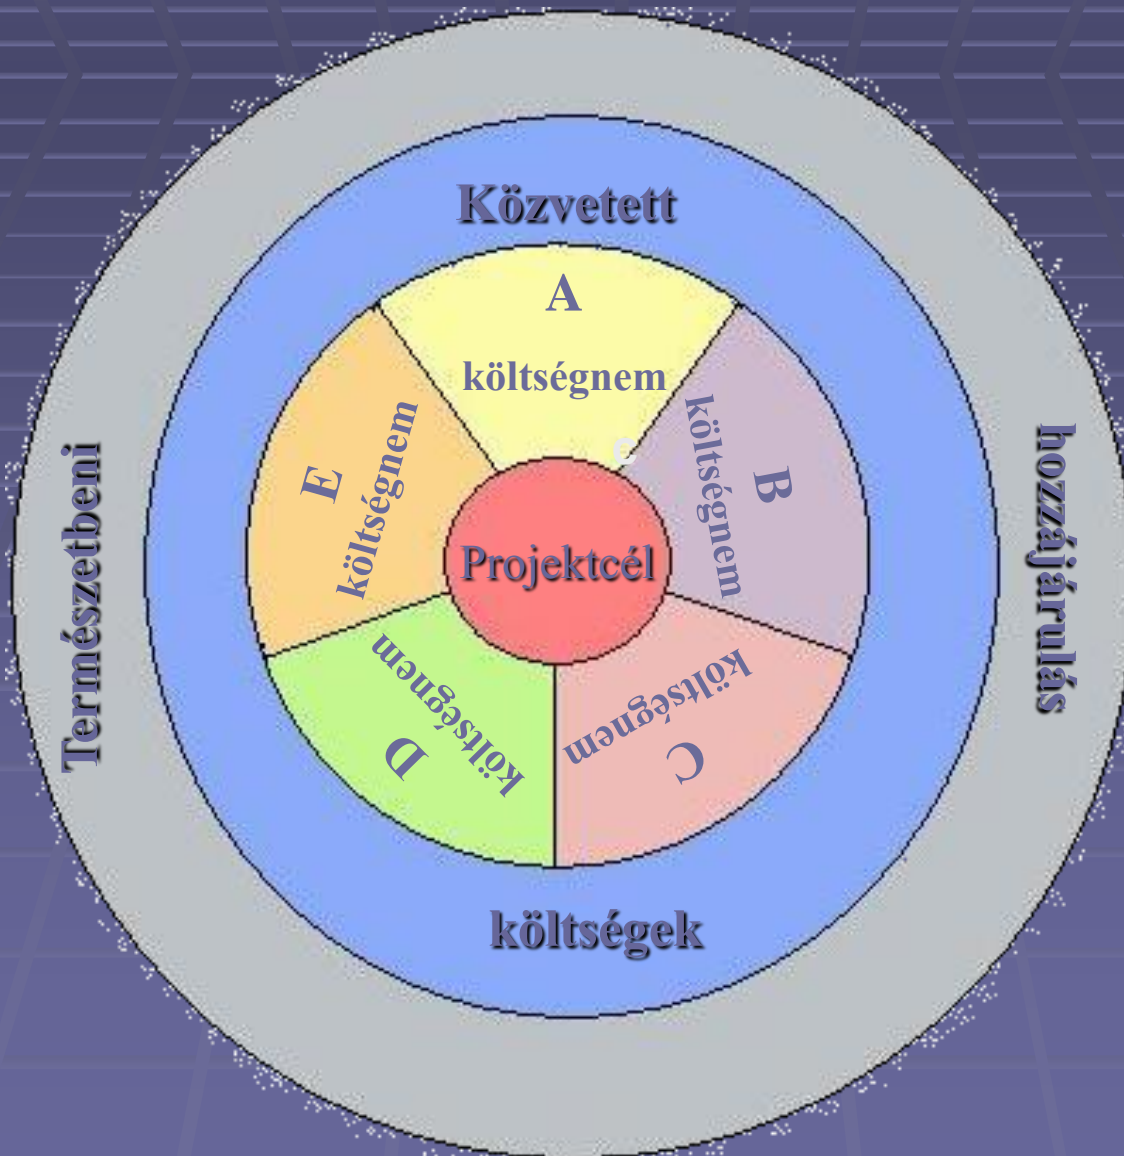 Közvetett
A
költségnem
B
költségnem
C
költségnem
D
költségnem
E
költségnem
e
Projektcél
költségek
Természetbeni
hozzájárulás